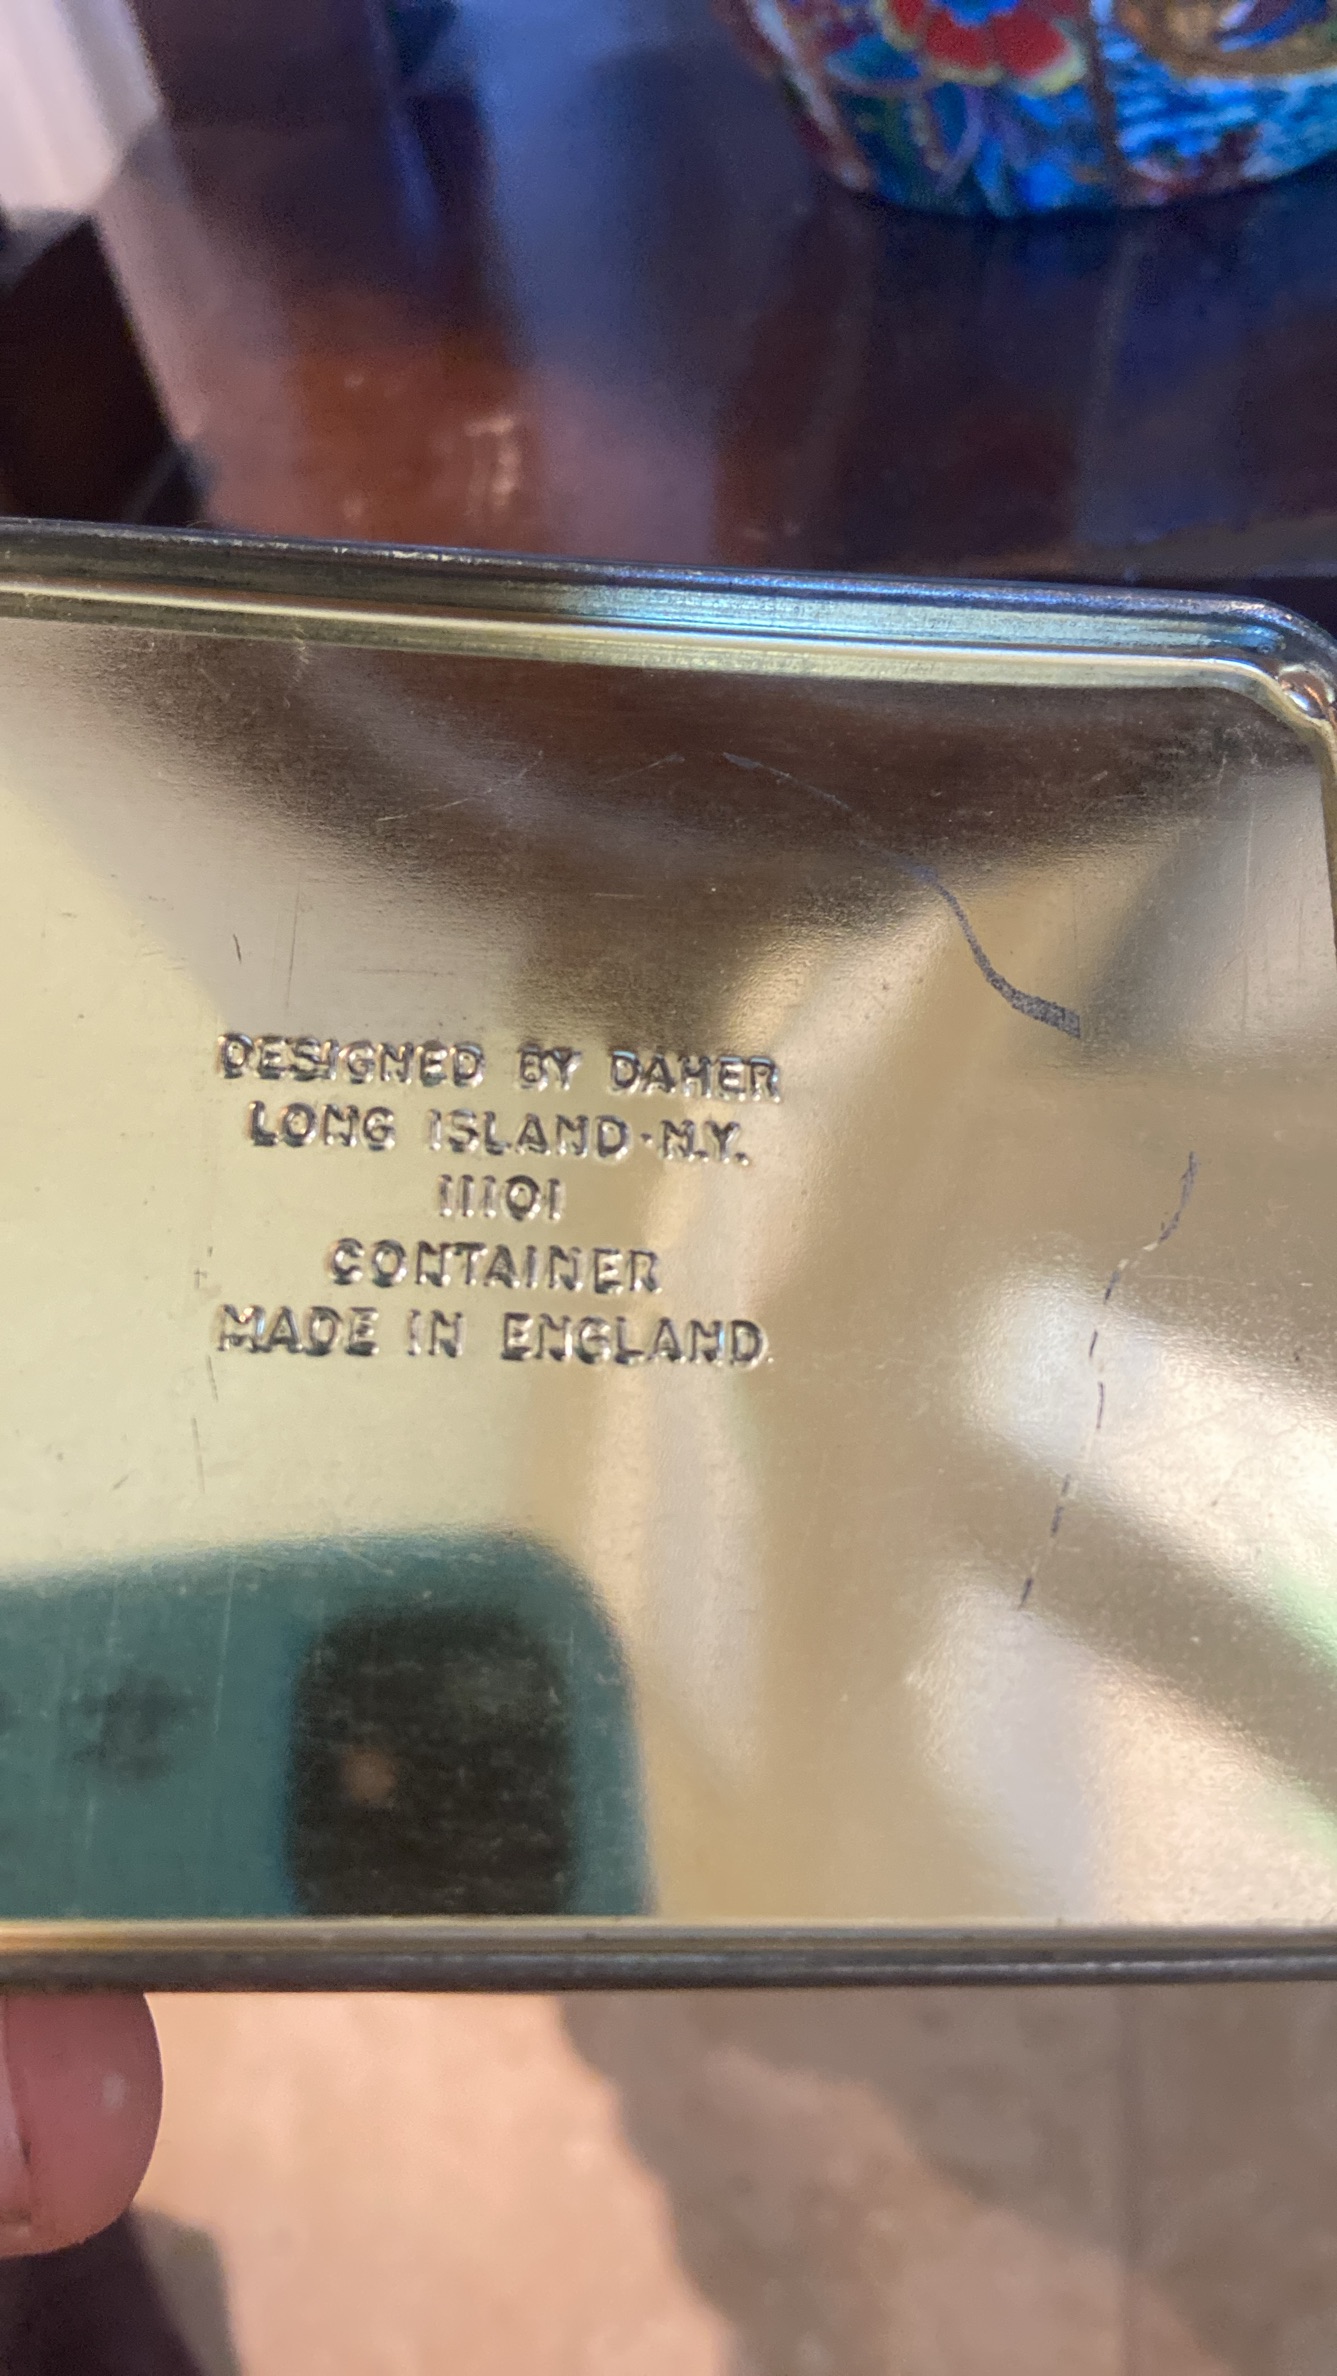 DESIGNED BY DAHER
LONG ISLAND·N.Y.
11101
CONTAINER
MADE IN ENGLAND